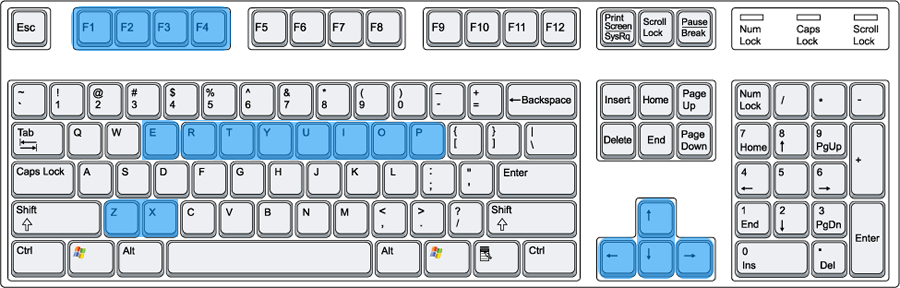 Esc F1 F2 F3 F4 F5 F6 F7 F8 F9 F10 F11 F12 Print Screen SysRq Scroll Lock Pause Break Num Lock Caps Lock Scroll Lock
~ ` ! 1 @ 2 # 3 $ 4 % 5 ^ 6 & 7 * 8 ( 9 ) 0 – - + = ←Backspace Insert Home Page Up Num Lock / * -
Tab Q W E R T Y U I O P { [ } ] | \ Delete End Page Down 7 Home 8 ↑ 9 PgUp +
Caps Lock A S D F G H J K L : ; " , Enter 4 ← 5 6 →
Shift ⇧ Z X C V B N M < , > . ? / Shift ⇧ ↑ 1 End 2 ↓ 3 PgDn Enter
Ctrl Alt Alt Ctrl ← ↓ → 0 Ins . Del